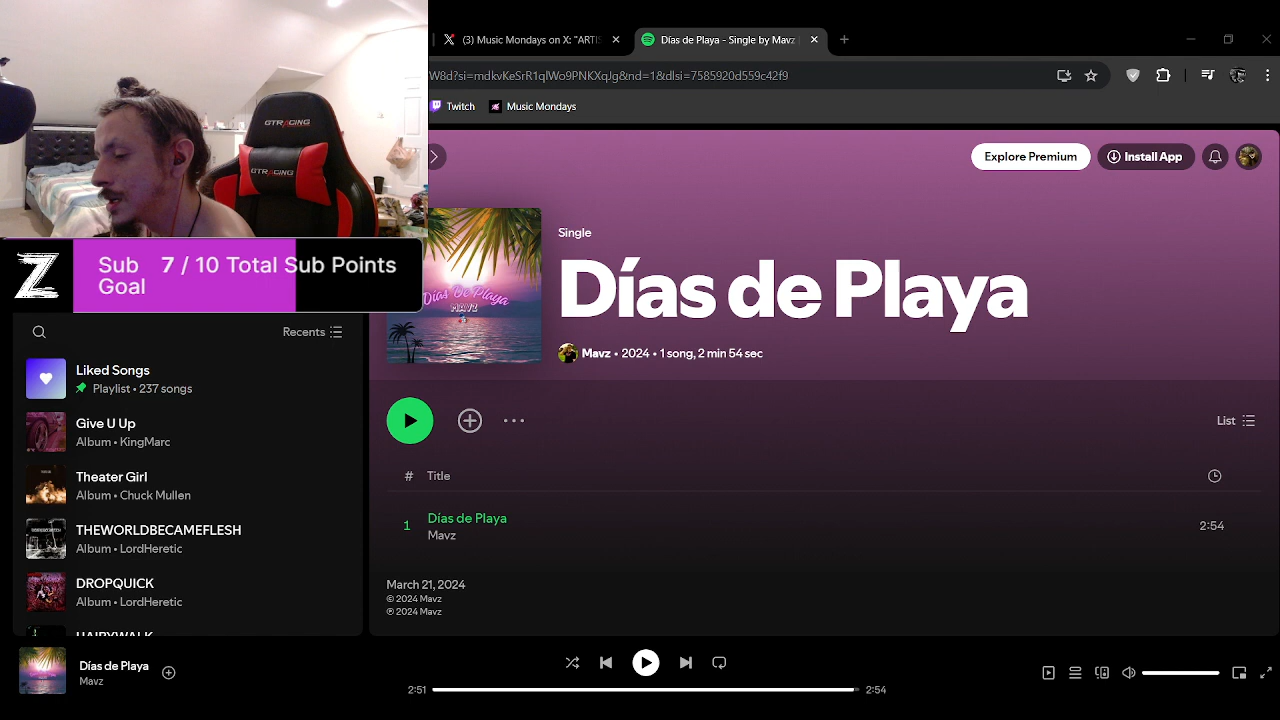 (3) Music Mondays on X: "ARTIS
Días de Playa - Single by Mavz
W8d?si=mdkvKeSrR1qlWo9PNKXqJg&nd=1&dlsi=7585920d559c42f9
Twitch
Music Mondays
GTRACING
GTRACING
Explore Premium
Install App
Single
Días de Playa
Días De Playa
MAVZ
Mavz • 2024 • 1 song, 2 min 54 sec
Z
Sub Goal
7 / 10 Total Sub Points
Recents
Liked Songs
Playlist • 237 songs
Give U Up
Album • KingMarc
Theater Girl
Album • Chuck Mullen
THEWORLDBECAMEFLESH
Album • LordHeretic
DROPQUICK
Album • LordHeretic
HAIRYWALK
List
# Title
1 Días de Playa 2:54
Mavz
March 21, 2024
© 2024 Mavz
℗ 2024 Mavz
Días de Playa
Mavz
2:51
2:54